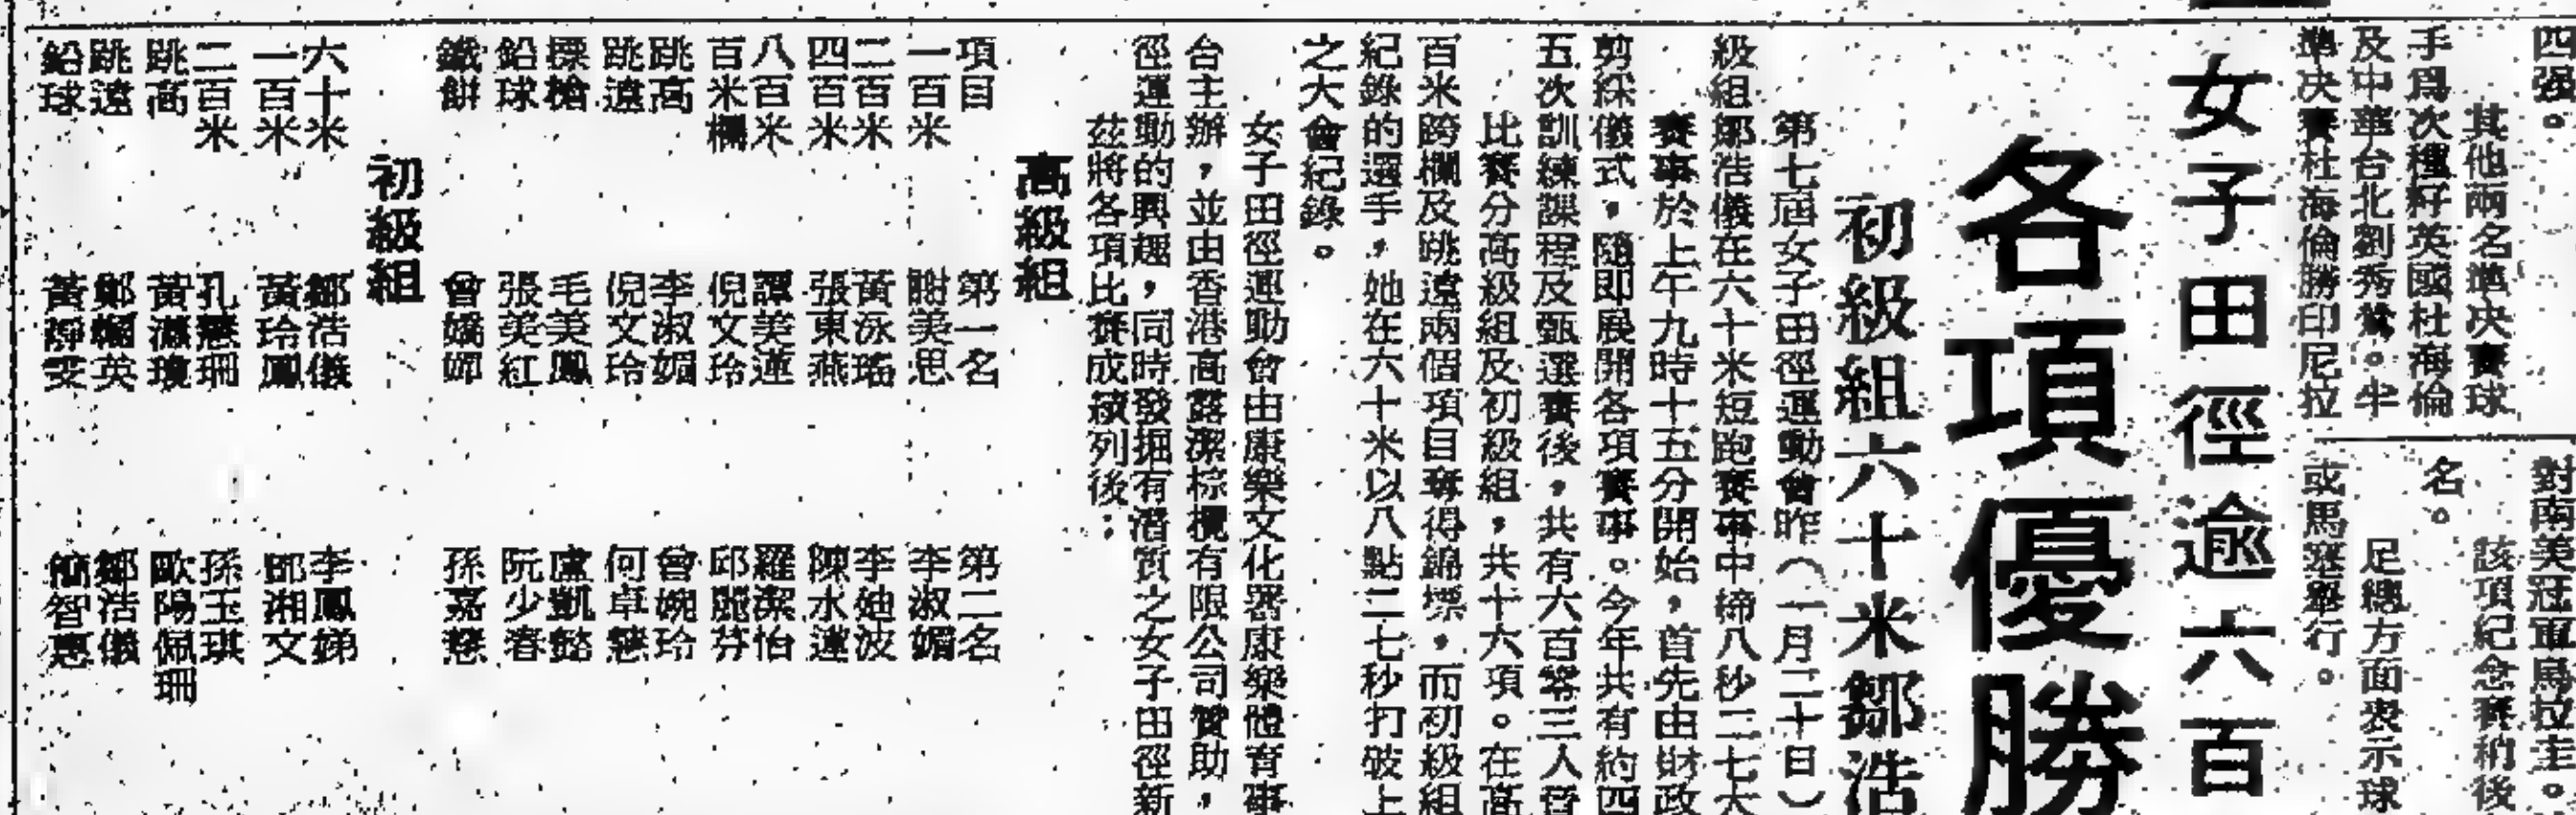 四强。
其他兩名準决賽球
手爲次種籽英國杜海倫
及中華台北劉秀鶯。半
準决賽杜海倫勝印尼拉
對南美冠軍烏拉圭。
該項紀念賽稍後
名。
足總方面表示球
或馬塞舉行。
女子田徑逾六百
各項優勝
初級組六十米鄒浩
第七屆女子田徑運動會昨（一月三十日）
級組鄒浩儀在六十米短跑賽事中締八秒二七大
賽事於上午九時十五分開始，首先由財政
剪綵儀式，隨即展開各項賽事。今年共有約四
五次訓練課程及甄選賽後，共有六百零三人晉
比賽分高級組及初級組，共十六項。在高
百米跨欄及跳遠兩個項目奪得錦標，而初級組
紀錄的選手，她在六十米以八點二七秒打破上
之大會紀錄。
女子田徑運動會由康樂文化署康樂體育事
台主辦，並由香港高露潔棕欖有限公司贊助，
徑運動的興趣，同時發掘有潛質之女子田徑新
茲將各項比賽成績列後：
高級組
項目 第一名 第二名
一百米 謝美思 李淑媚
二百米 黃泳瑤 李妣波
四百米 張東燕 陳水蓮
八百米 譚美蓮 羅潔怡
百米欄 倪文玲 邱麗芬
跳高 李淑媚 曾婉玲
跳遠 倪文玲 何卓慧
標槍 毛美鳳 盧凱懿
鉛球 張美紅 阮少春
鐵餅 曾嬌 孫嘉慧
初級組
六十米 鄒浩儀 李鳳娣
一百米 黃玲鳳 鄧湘文
二百米 孔慧珊 孫玉琪
跳高 黃瓊 歐陽佩珊
跳遠 鄭嫻英 鄒浩儀
鉛球 黃靜雯 簡智惠